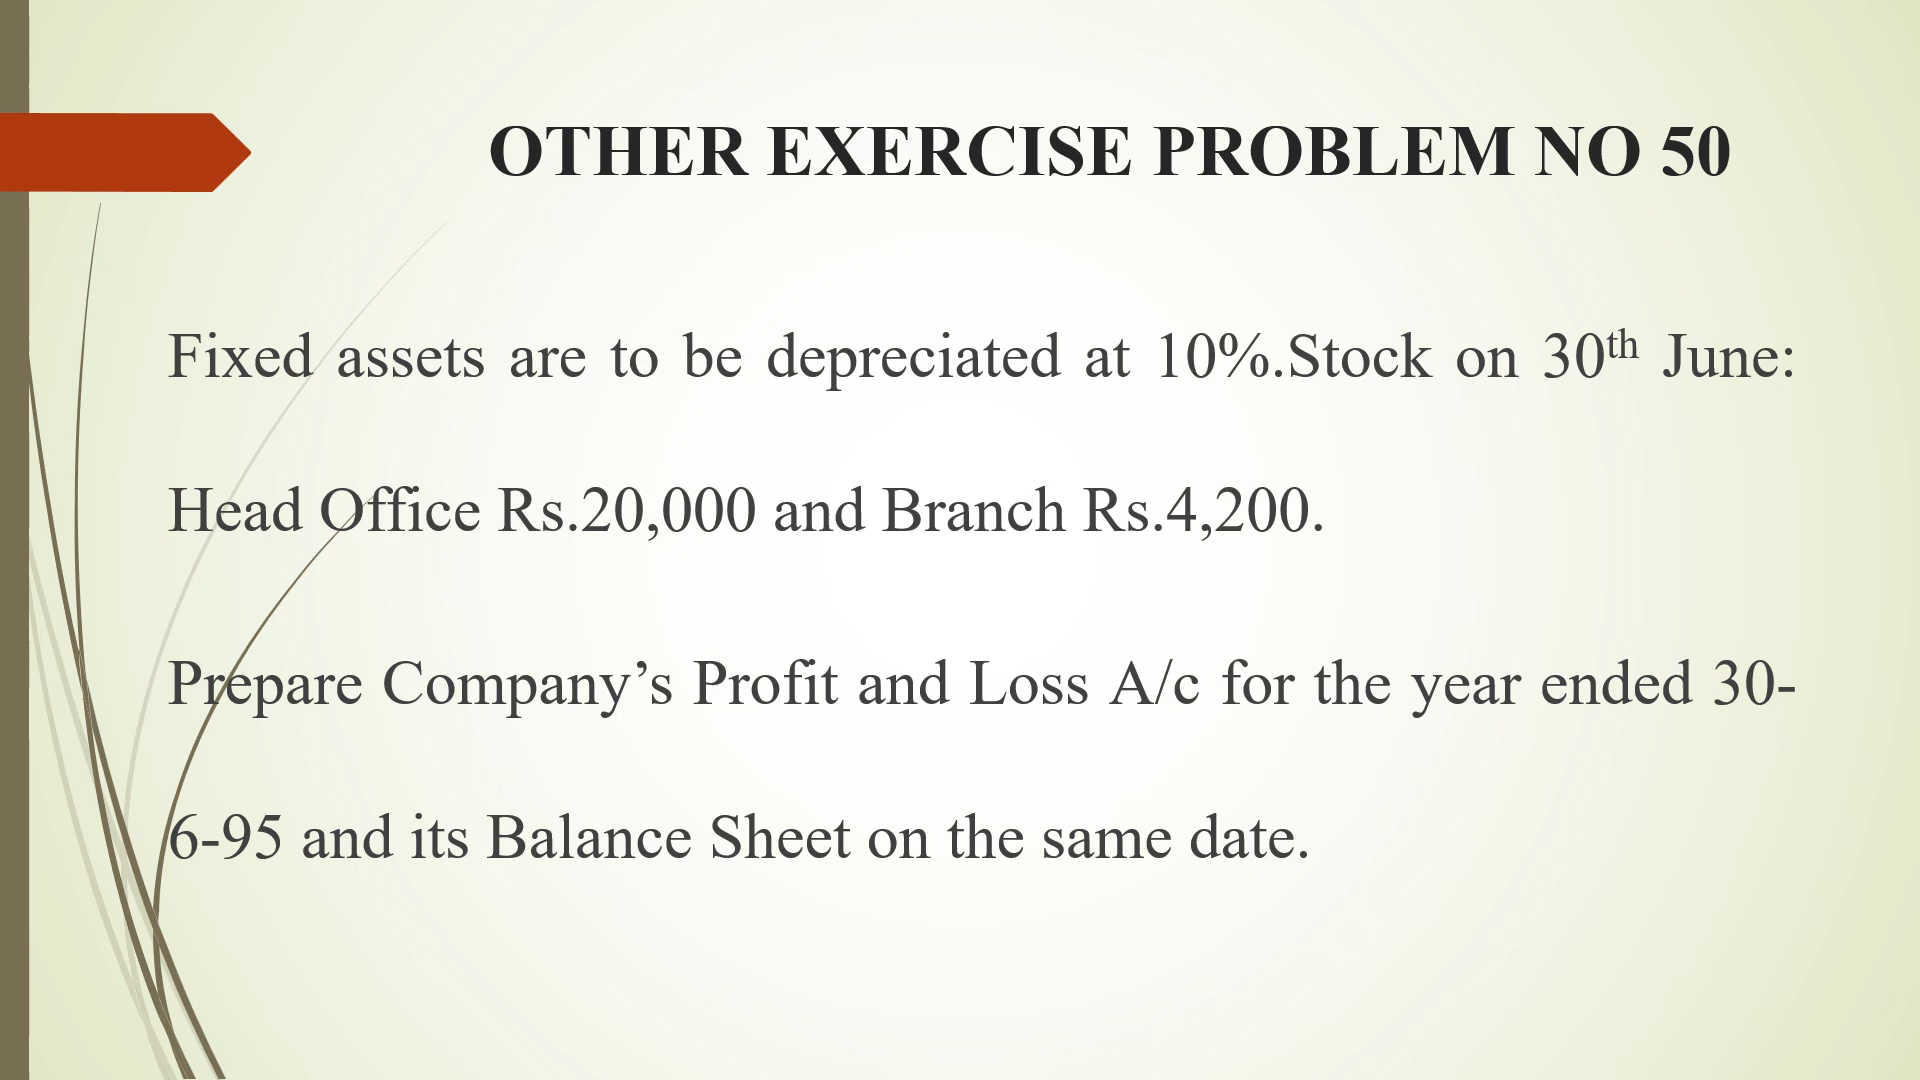 OTHER EXERCISE PROBLEM NO 50
Fixed assets are to be depreciated at 10%.Stock on 30th June:
Head Office Rs.20,000 and Branch Rs.4,200.
Prepare Company’s Profit and Loss A/c for the year ended 30-
6-95 and its Balance Sheet on the same date.